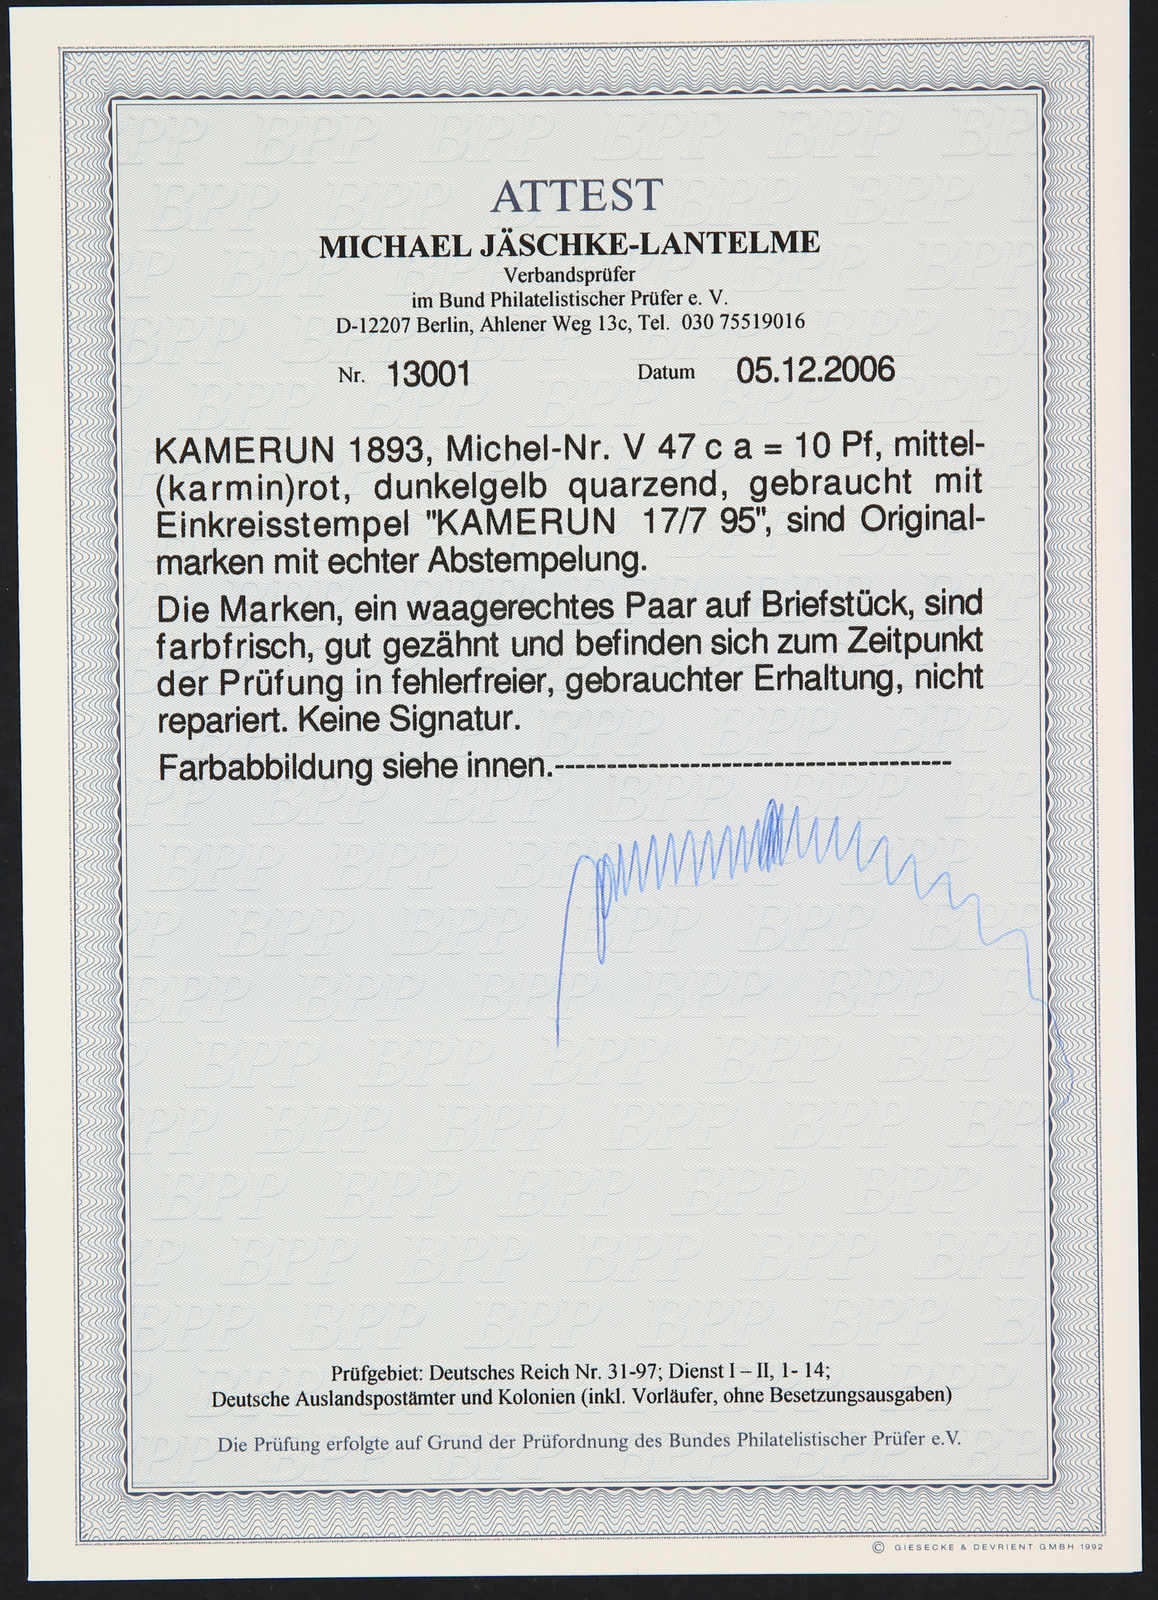 ATTEST
MICHAEL JÄSCHKE-LANTELME
Verbandsprüfer
im Bund Philatelistischer Prüfer e. V.
D-12207 Berlin, Ahlener Weg 13c, Tel. 030 75519016
Nr. 13001 Datum 05.12.2006
KAMERUN 1893, Michel-Nr. V 47 c a = 10 Pf, mittel-
(karmin)rot, dunkelgelb quarzend, gebraucht mit
Einkreisstempel "KAMERUN 17/7 95", sind Original-
marken mit echter Abstempelung.
Die Marken, ein waagerechtes Paar auf Briefstück, sind
farbfrisch, gut gezähnt und befinden sich zum Zeitpunkt
der Prüfung in fehlerfreier, gebrauchter Erhaltung, nicht
repariert. Keine Signatur.
Farbabbildung siehe innen.--------------------------------------
Prüfgebiet: Deutsches Reich Nr. 31-97; Dienst I – II, 1- 14;
Deutsche Auslandspostämter und Kolonien (inkl. Vorläufer, ohne Besetzungsausgaben)
Die Prüfung erfolgte auf Grund der Prüfordnung des Bundes Philatelistischer Prüfer e.V.
© GIESECKE & DEVRIENT GMBH 1992